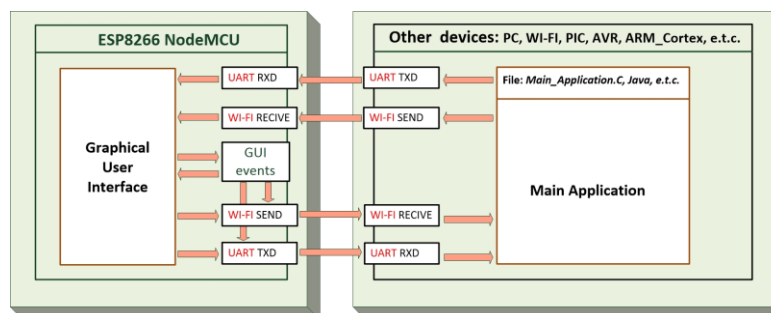 ESP8266 NodeMCU
Graphical
User
Interface
UART RXD
WI-FI RECIVE
GUI
events
WI-FI SEND
UART TXD
Other devices: PC, WI-FI, PIC, AVR, ARM_Cortex, e.t.c.
UART TXD
WI-FI SEND
WI-FI RECIVE
UART RXD
File: Main_Application.C, Java, e.t.c.
Main Application